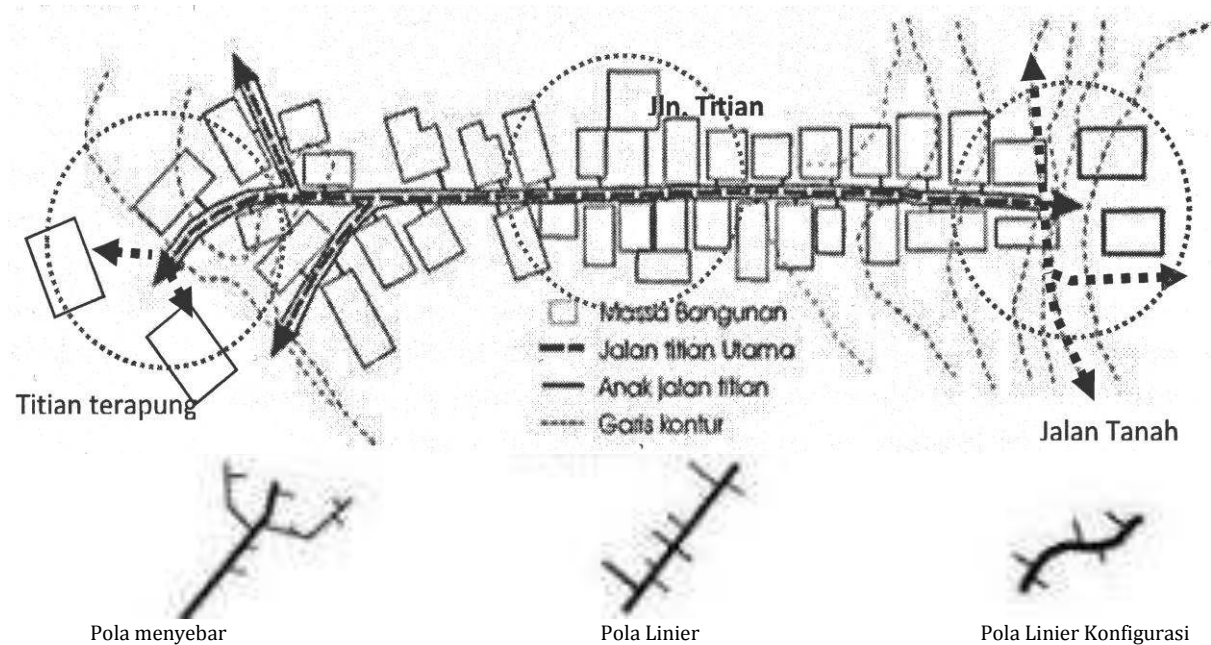 Jln. Titian
Massa Bangunan
Jalan titian Utama
Anak jalan titian
Garis kontur
Titian terapung
Jalan Tanah
Pola menyebar
Pola Linier
Pola Linier Konfigurasi